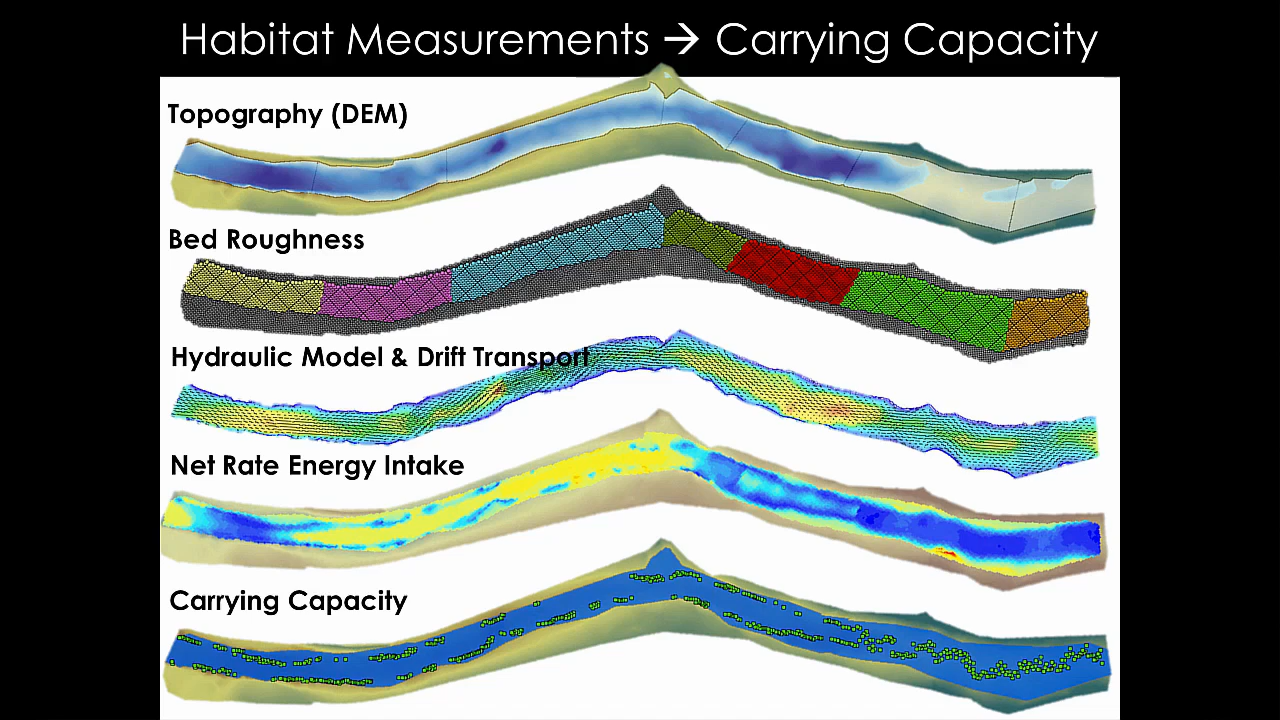 Habitat Measurements → Carrying Capacity
Topography (DEM)
Bed Roughness
Hydraulic Model & Drift Transport
Net Rate Energy Intake
Carrying Capacity